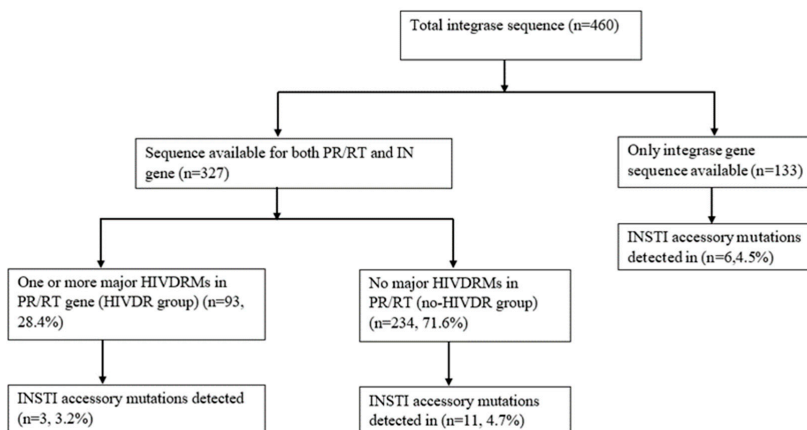 Total integrase sequence (n=460)
Sequence available for both PR/RT and IN
gene (n=327)
Only integrase gene
sequence available (n=133)
INSTI accessory mutations
detected in (n=6,4.5%)
One or more major HIVDRMs in
PR/RT gene (HIVDR group) (n=93,
28.4%)
No major HIVDRMs in
PR/RT (no-HIVDR group)
(n=234, 71.6%)
INSTI accessory mutations detected
(n=3, 3.2%)
INSTI accessory mutations
detected in (n=11, 4.7%)